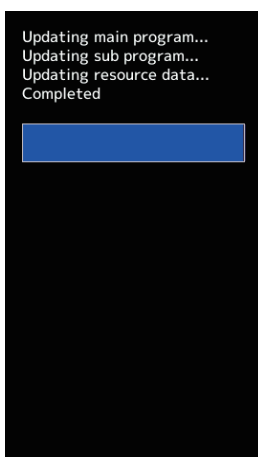 Updating main program...
Updating sub program...
Updating resource data...
Completed